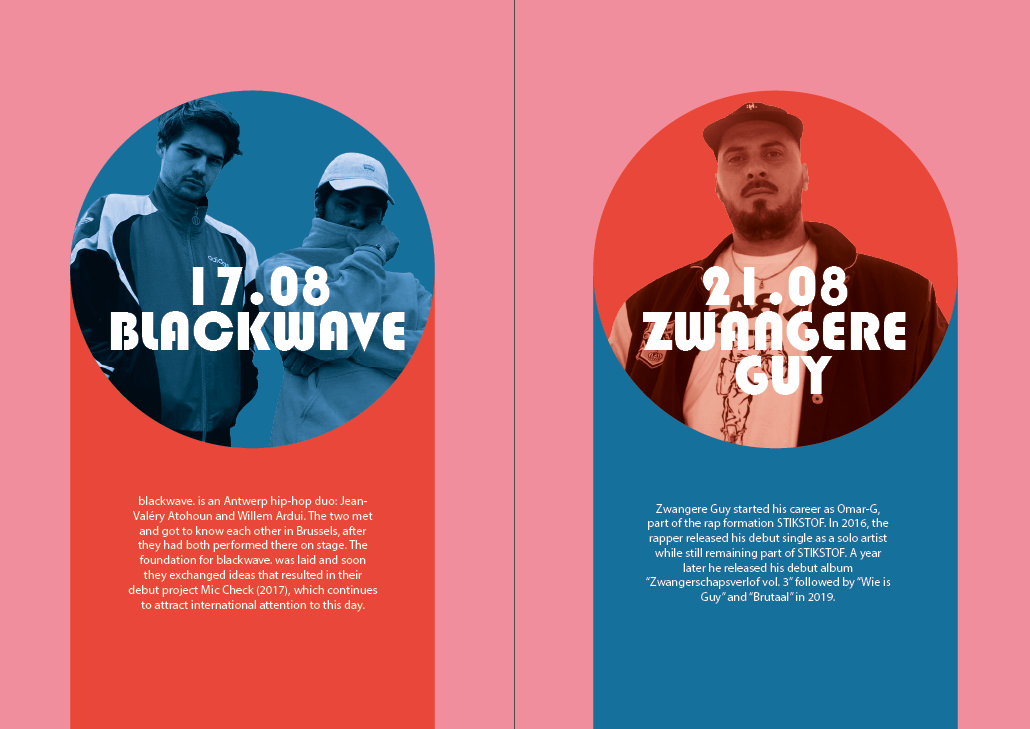 17.08
BLACKWAVE
blackwave. is an Antwerp hip-hop duo: Jean-
Valéry Atohoun and Willem Ardui. The two met
and got to know each other in Brussels, after
they had both performed there on stage. The
foundation for blackwave. was laid and soon
they exchanged ideas that resulted in their
debut project Mic Check (2017), which continues
to attract international attention to this day.
adidas
21.08
ZWANGERE
GUY
Zwangere Guy started his career as Omar-G,
part of the rap formation STIKSTOF. In 2016, the
rapper released his debut single as a solo artist
while still remaining part of STIKSTOF. A year
later he released his debut album
“Zwangerschapsverlof vol. 3” followed by “Wie is
Guy” and “Brutaal” in 2019.